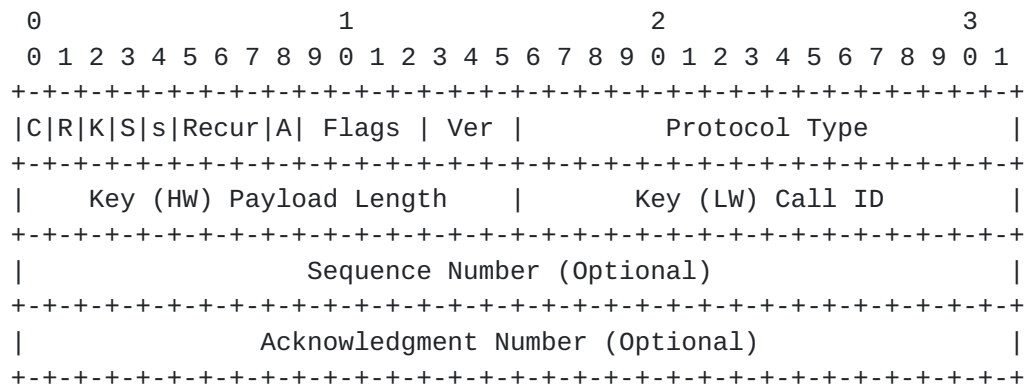 0                   1                   2                   3
 0 1 2 3 4 5 6 7 8 9 0 1 2 3 4 5 6 7 8 9 0 1 2 3 4 5 6 7 8 9 0 1
+-+-+-+-+-+-+-+-+-+-+-+-+-+-+-+-+-+-+-+-+-+-+-+-+-+-+-+-+-+-+-+-+
|C|R|K|S|s|Recur|A| Flags | Ver |         Protocol Type         |
+-+-+-+-+-+-+-+-+-+-+-+-+-+-+-+-+-+-+-+-+-+-+-+-+-+-+-+-+-+-+-+-+
|    Key (HW) Payload Length    |       Key (LW) Call ID        |
+-+-+-+-+-+-+-+-+-+-+-+-+-+-+-+-+-+-+-+-+-+-+-+-+-+-+-+-+-+-+-+-+
|                  Sequence Number (Optional)                   |
+-+-+-+-+-+-+-+-+-+-+-+-+-+-+-+-+-+-+-+-+-+-+-+-+-+-+-+-+-+-+-+-+
|               Acknowledgment Number (Optional)                |
+-+-+-+-+-+-+-+-+-+-+-+-+-+-+-+-+-+-+-+-+-+-+-+-+-+-+-+-+-+-+-+-+